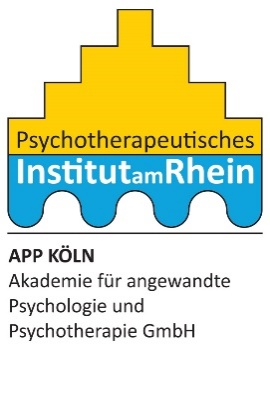 Psychotherapeutisches
InstitutamRhein
APP KÖLN
Akademie für angewandte
Psychologie und
Psychotherapie GmbH